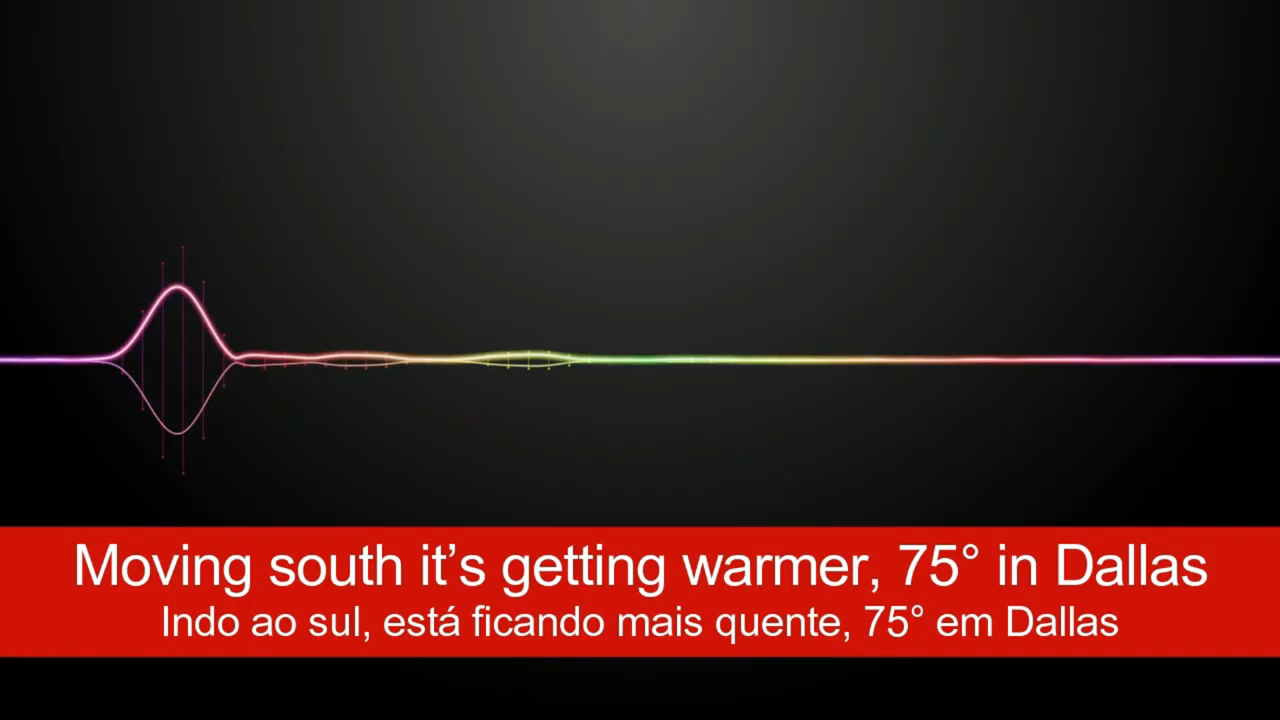 Moving south it’s getting warmer, 75° in Dallas
Indo ao sul, está ficando mais quente, 75° em Dallas